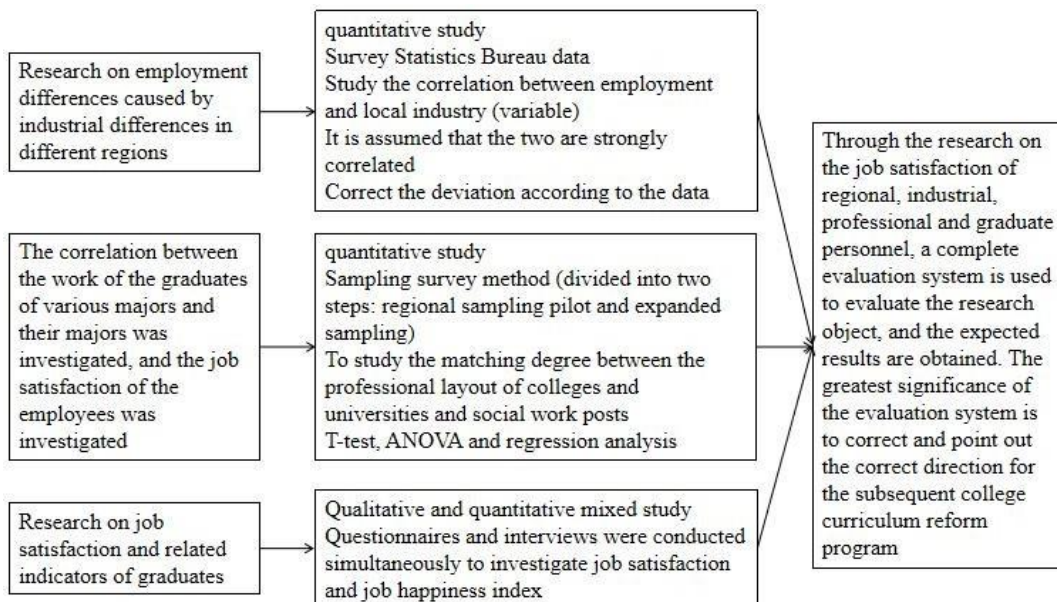 Research on employment
differences caused by
industrial differences in
different regions
quantitative study
Survey Statistics Bureau data
Study the correlation between employment
and local industry (variable)
It is assumed that the two are strongly
correlated
Correct the deviation according to the data
The correlation between
the work of the graduates
of various majors and
their majors was
investigated, and the job
satisfaction of the
employees was
investigated
quantitative study
Sampling survey method (divided into two
steps: regional sampling pilot and expanded
sampling)
To study the matching degree between the
professional layout of colleges and
universities and social work posts
T-test, ANOVA and regression analysis
Research on job
satisfaction and related
indicators of graduates
Qualitative and quantitative mixed study
Questionnaires and interviews were conducted
simultaneously to investigate job satisfaction
and job happiness index
Through the research on
the job satisfaction of
regional, industrial,
professional and graduate
personnel, a complete
evaluation system is used
to evaluate the research
object, and the expected
results are obtained. The
greatest significance of
the evaluation system is
to correct and point out
the correct direction for
the subsequent college
curriculum reform
program